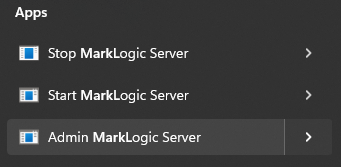 Apps
Stop MarkLogic Server
Start MarkLogic Server
Admin MarkLogic Server